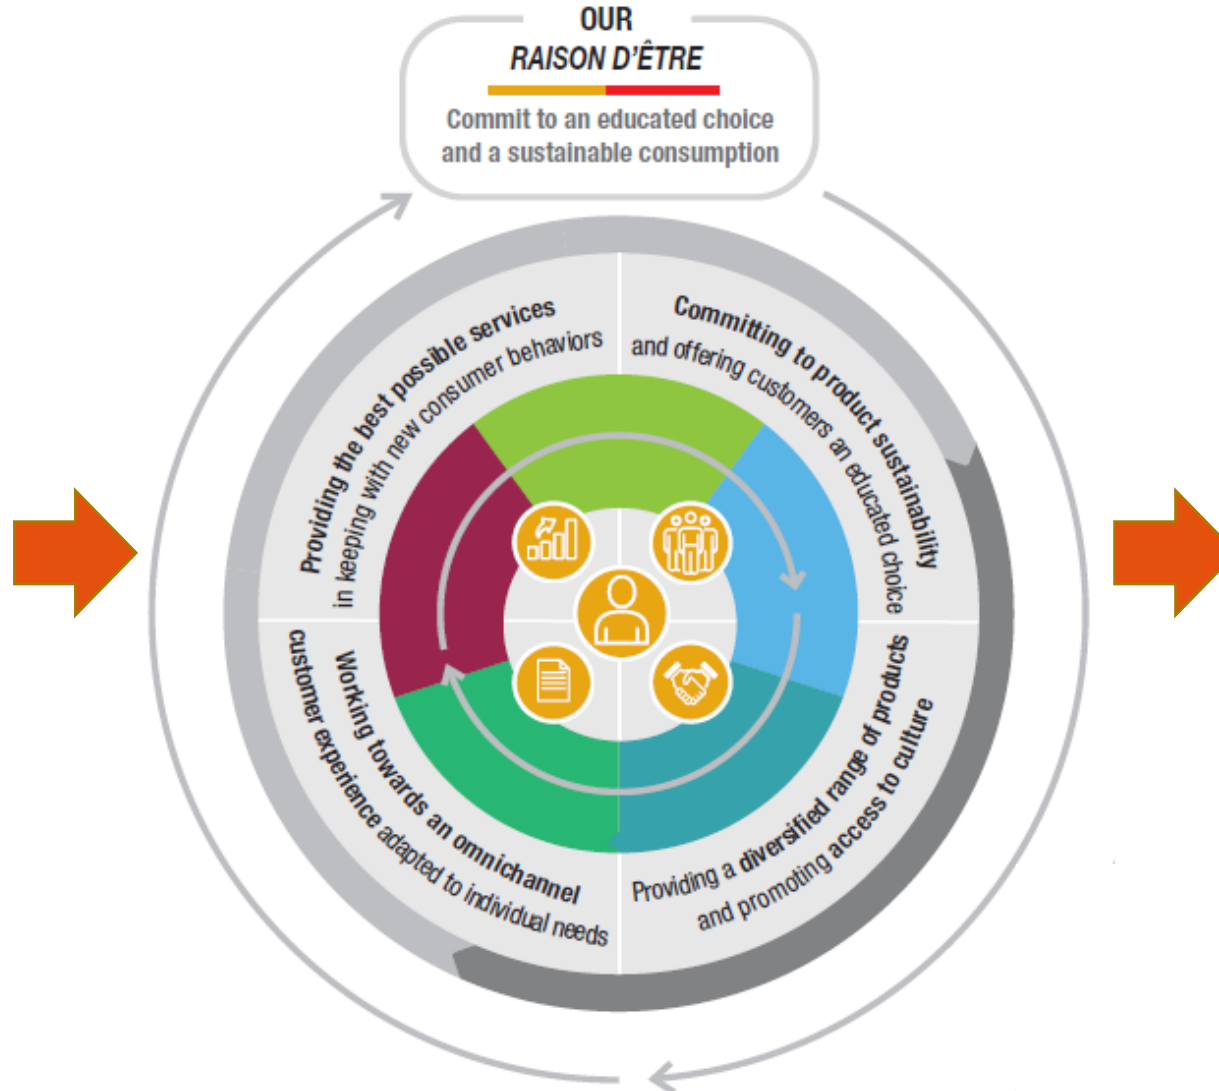 OUR
RAISON D'ÊTRE
Commit to an educated choice
and a sustainable consumption
Providing the best possible services
in keeping with new consumer behaviors
Committing to product sustainability
and offering customers an educated choice
Providing a diversified range of products
and promoting access to culture
Working towards an omnichannel
customer experience adapted to individual needs